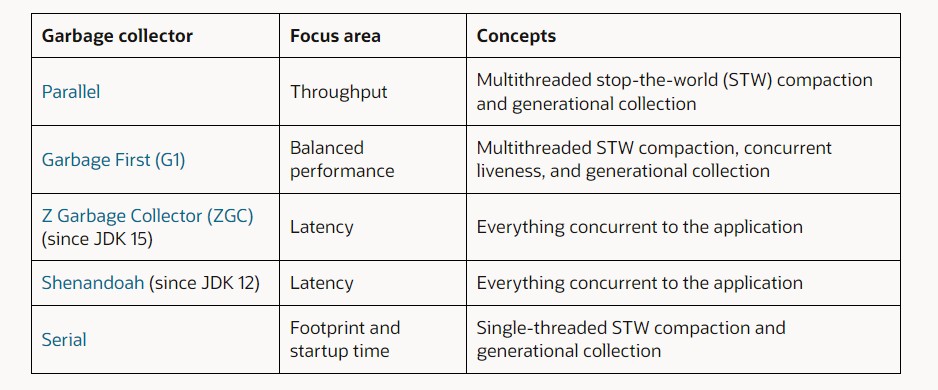 Garbage collector
Focus area
Concepts
Parallel
Throughput
Multithreaded stop-the-world (STW) compaction
and generational collection
Garbage First (G1)
Balanced
performance
Multithreaded STW compaction, concurrent
liveness, and generational collection
Z Garbage Collector (ZGC)
(since JDK 15)
Latency
Everything concurrent to the application
Shenandoah (since JDK 12)
Latency
Everything concurrent to the application
Serial
Footprint and
startup time
Single-threaded STW compaction and
generational collection